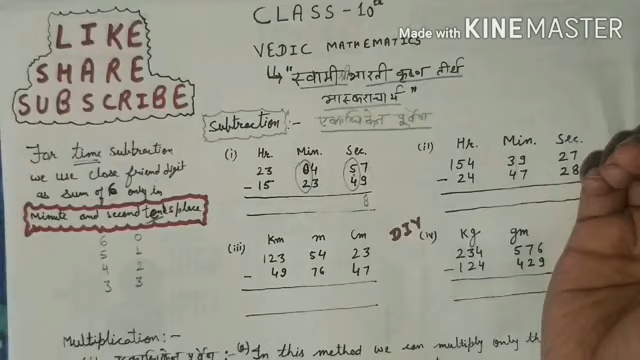 CLASS - 10th
Made with KINEMASTER
LIKE
SHARE
SUBSCRIBE
VEDIC MATHEMATICS
"स्वामी श्री भारती कृष्ण तीर्थ
भास्कराचार्य"
Subtraction :- एकाधिकेन पूर्वेण
For time subtraction
we use close friend digit
as sum of 6 only in
Minute and second tens place
6 0
5 1
4 2
3 3
(i) Hr. Min. Sec.
23 04 57
- 15 23 49
8
(ii) Hr. Min. Sec.
154 39 27
- 24 47 28
(iii) Km m Cm
123 54 23
- 49 76 47
DIY (iv) Kg gm
234 576
- 124 429
Multiplication :-
एकाधिकेन पूर्वेण :- In this method we can multiply only